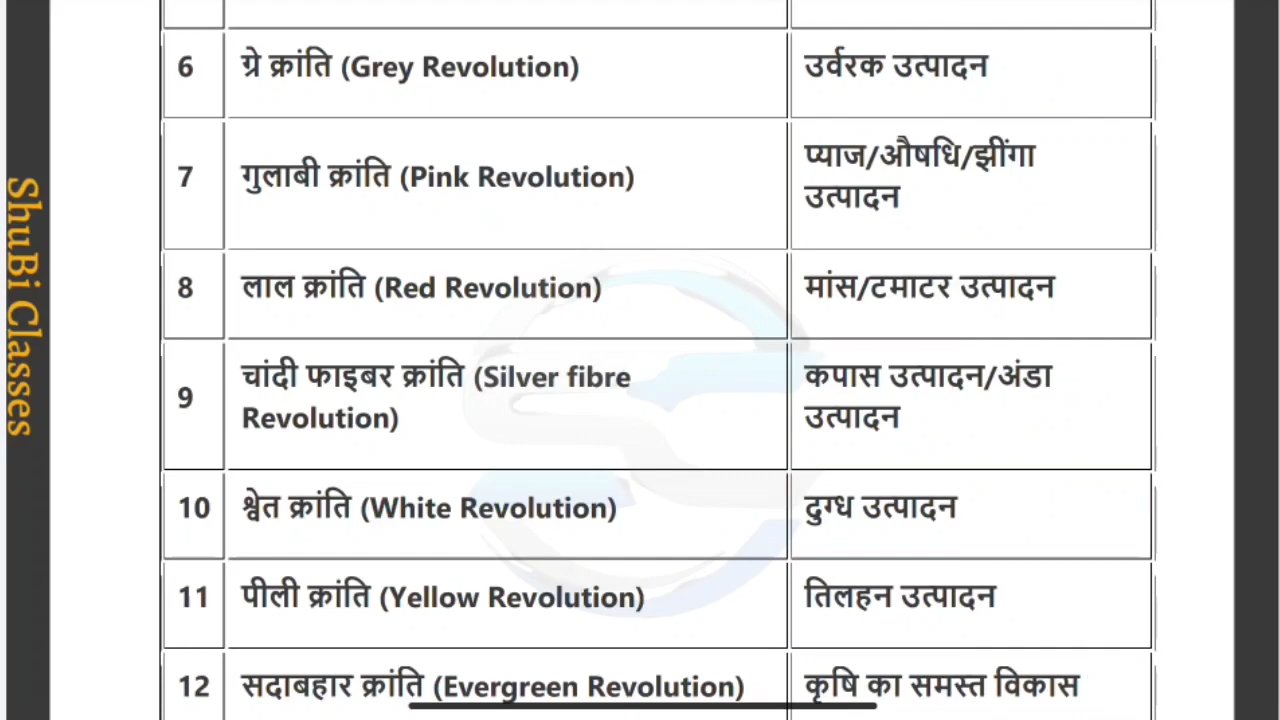 ShuBi Classes
6 ग्रे क्रांति (Grey Revolution) उर्वरक उत्पादन
7 गुलाबी क्रांति (Pink Revolution) प्याज/औषधि/झींगा
उत्पादन
8 लाल क्रांति (Red Revolution) मांस/टमाटर उत्पादन
9 चांदी फाइबर क्रांति (Silver fibre
Revolution) कपास उत्पादन/अंडा
उत्पादन
10 श्वेत क्रांति (White Revolution) दुग्ध उत्पादन
11 पीली क्रांति (Yellow Revolution) तिलहन उत्पादन
12 सदाबहार क्रांति (Evergreen Revolution) कृषि का समस्त विकास